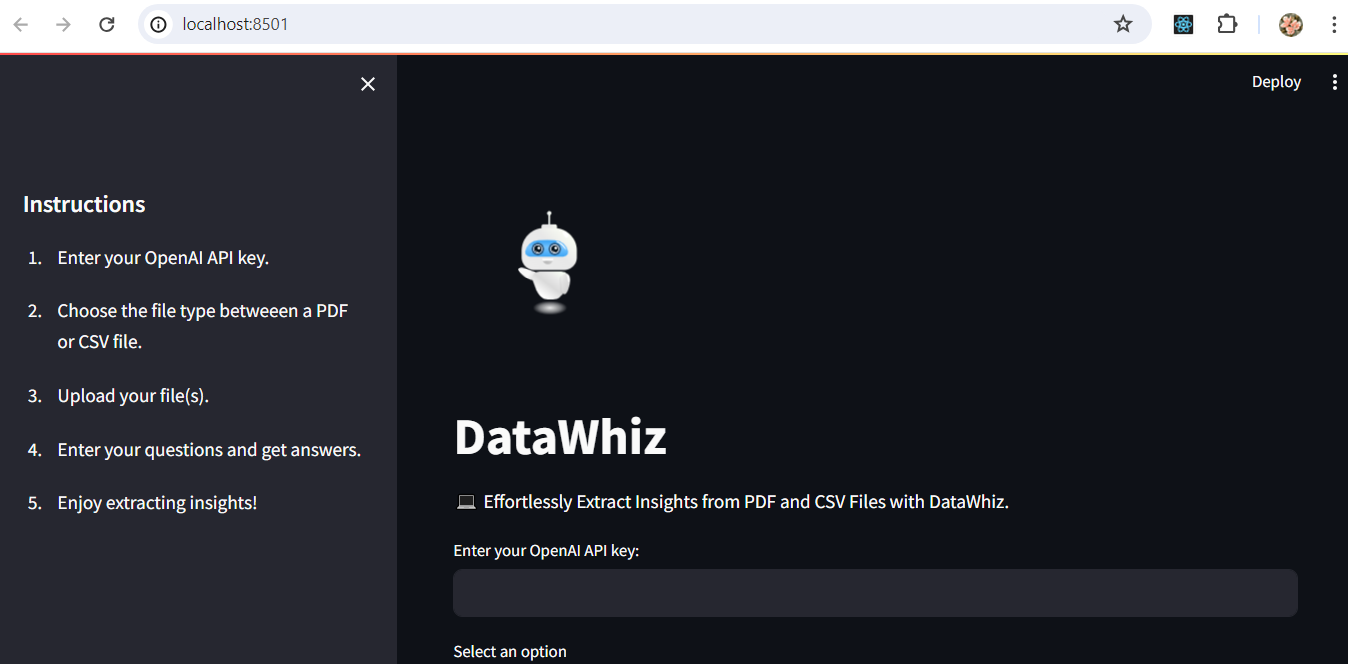 localhost:8501
Deploy
Instructions
1. Enter your OpenAI API key.
2. Choose the file type betweeen a PDF
or CSV file.
3. Upload your file(s).
4. Enter your questions and get answers.
5. Enjoy extracting insights!
DataWhiz
💻 Effortlessly Extract Insights from PDF and CSV Files with DataWhiz.
Enter your OpenAI API key:
Select an option